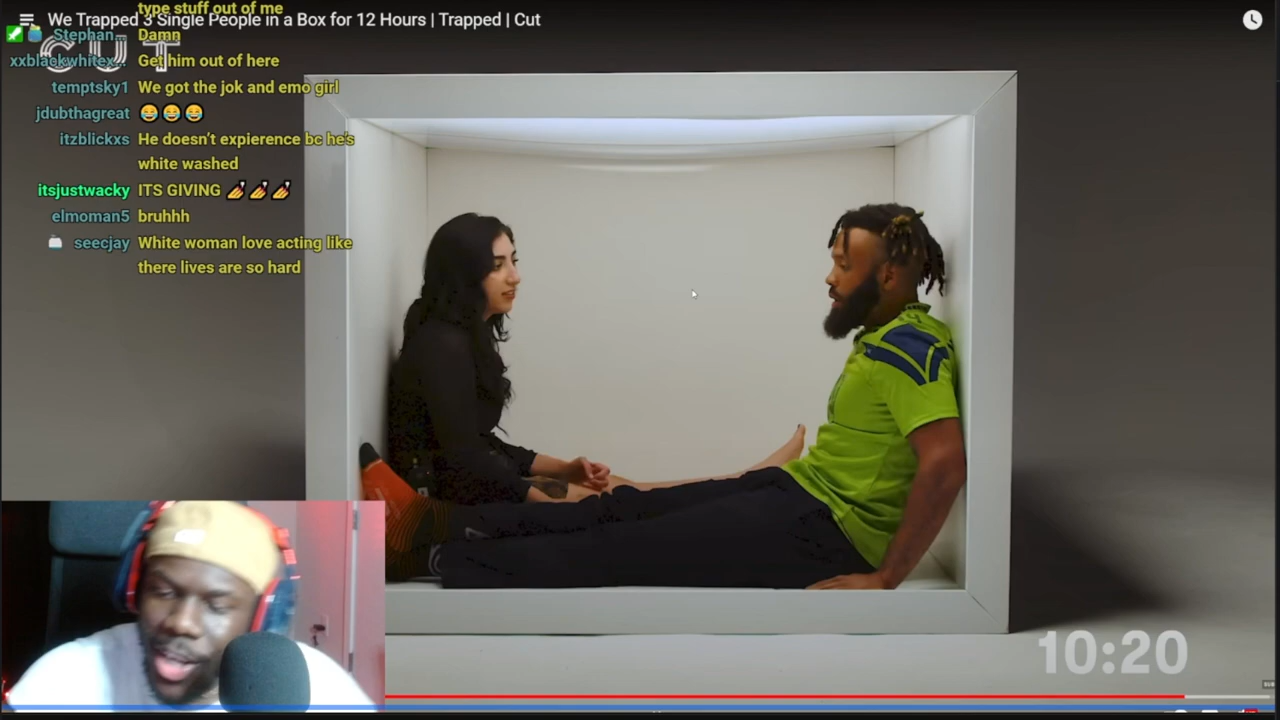 type stuff out of me
We Trapped 3 Single People in a Box for 12 Hours | Trapped | Cut
Stephan... Damn
CUT
xxblackwhitex... Get him out of here
temptsky1 We got the jok and emo girl
jdubthagreat 😂😂😂
itzblickxs He doesn't expierence bc he's
white washed
itsjustwacky ITS GIVING 💅💅💅
elmoman5 bruhhh
seecjay White woman love acting like
there lives are so hard
10:20